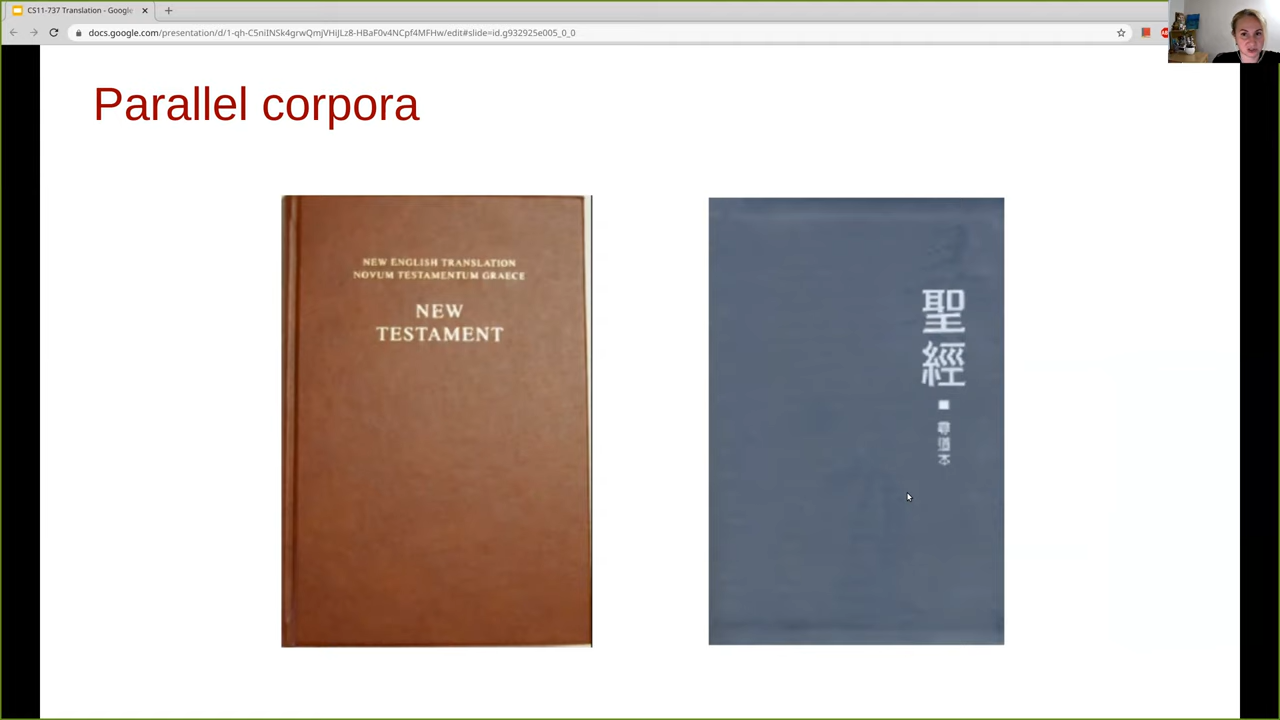 CS11-737 Translation - Google
docs.google.com/presentation/d/1-qh-C5niINSk4grwQmjVHiJLz8-HBaF0v4NCpf4MFHw/edit#slide=id.g932925e005_0_0
Parallel corpora
NEW ENGLISH TRANSLATION
NOVUM TESTAMENTUM GRAECE
NEW
TESTAMENT
聖經
尋道本